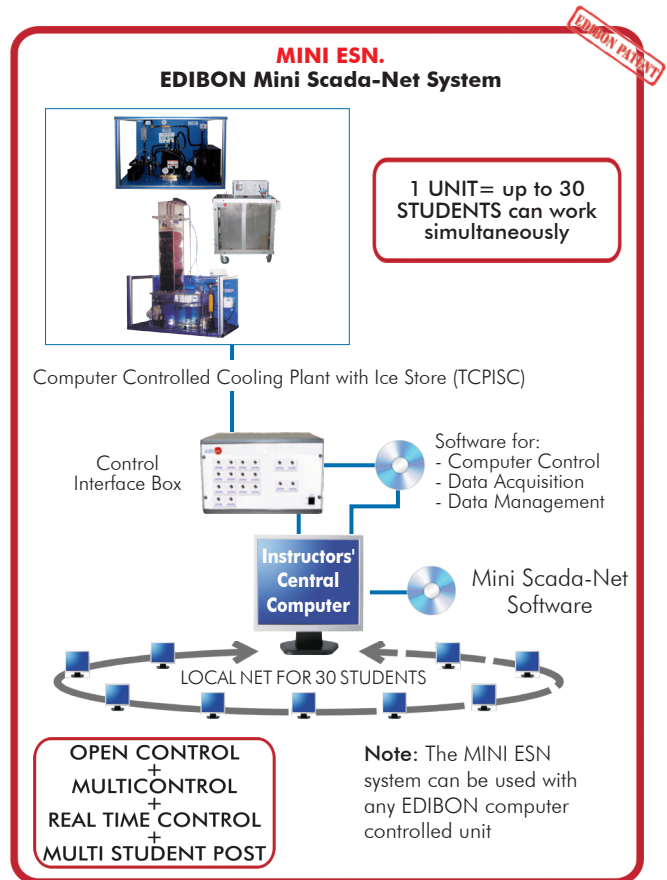 EDIBON PATENT
MINI ESN.
EDIBON Mini Scada-Net System
1 UNIT= up to 30
STUDENTS can work
simultaneously
Computer Controlled Cooling Plant with Ice Store (TCPISC)
Control
Interface Box
Software for:
- Computer Control
- Data Acquisition
- Data Management
Instructors'
Central
Computer
Mini Scada-Net
Software
LOCAL NET FOR 30 STUDENTS
OPEN CONTROL
+
MULTICONTROL
+
REAL TIME CONTROL
+
MULTI STUDENT POST
Note: The MINI ESN
system can be used with
any EDIBON computer
controlled unit